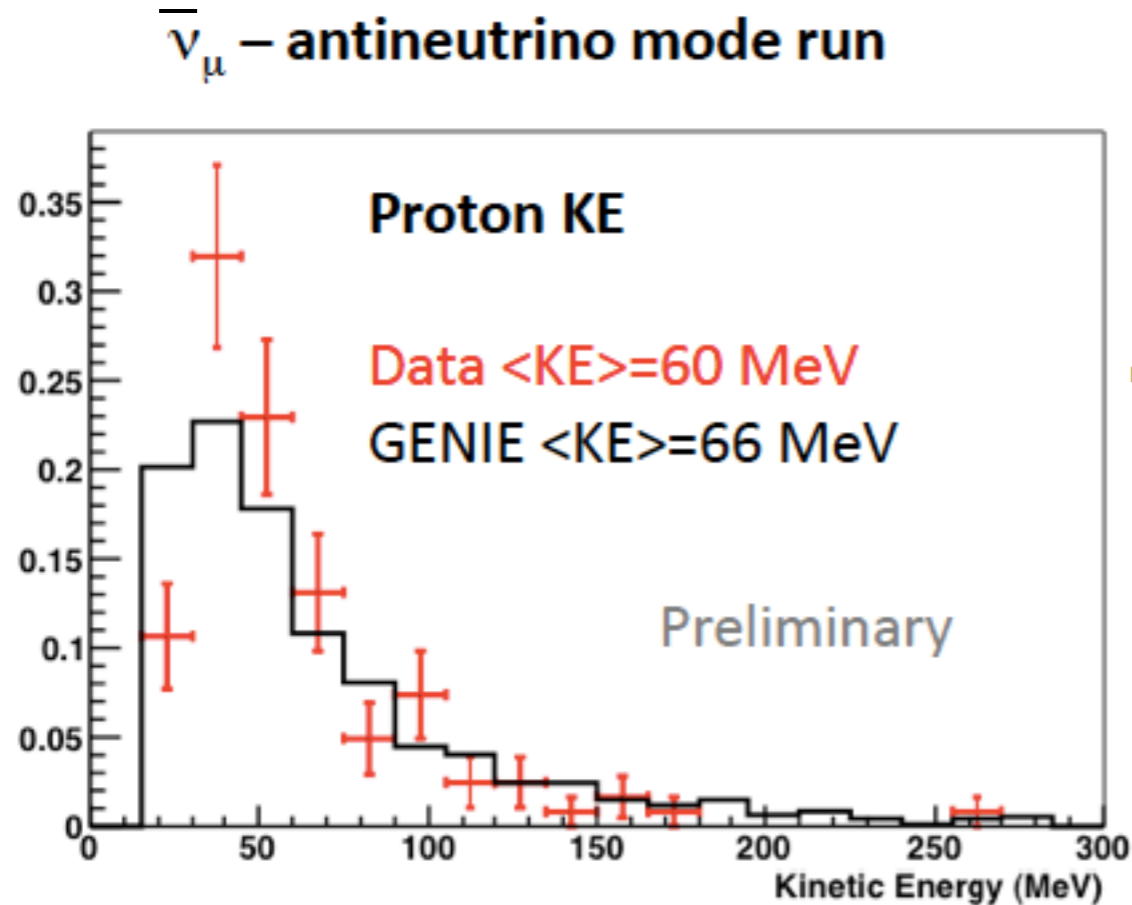 ν̅μ – antineutrino mode run
Proton KE
Data <KE>=60 MeV
GENIE <KE>=66 MeV
Preliminary
0.35
0.3
0.25
0.2
0.15
0.1
0.05
0
0 50 100 150 200 250 300
Kinetic Energy (MeV)